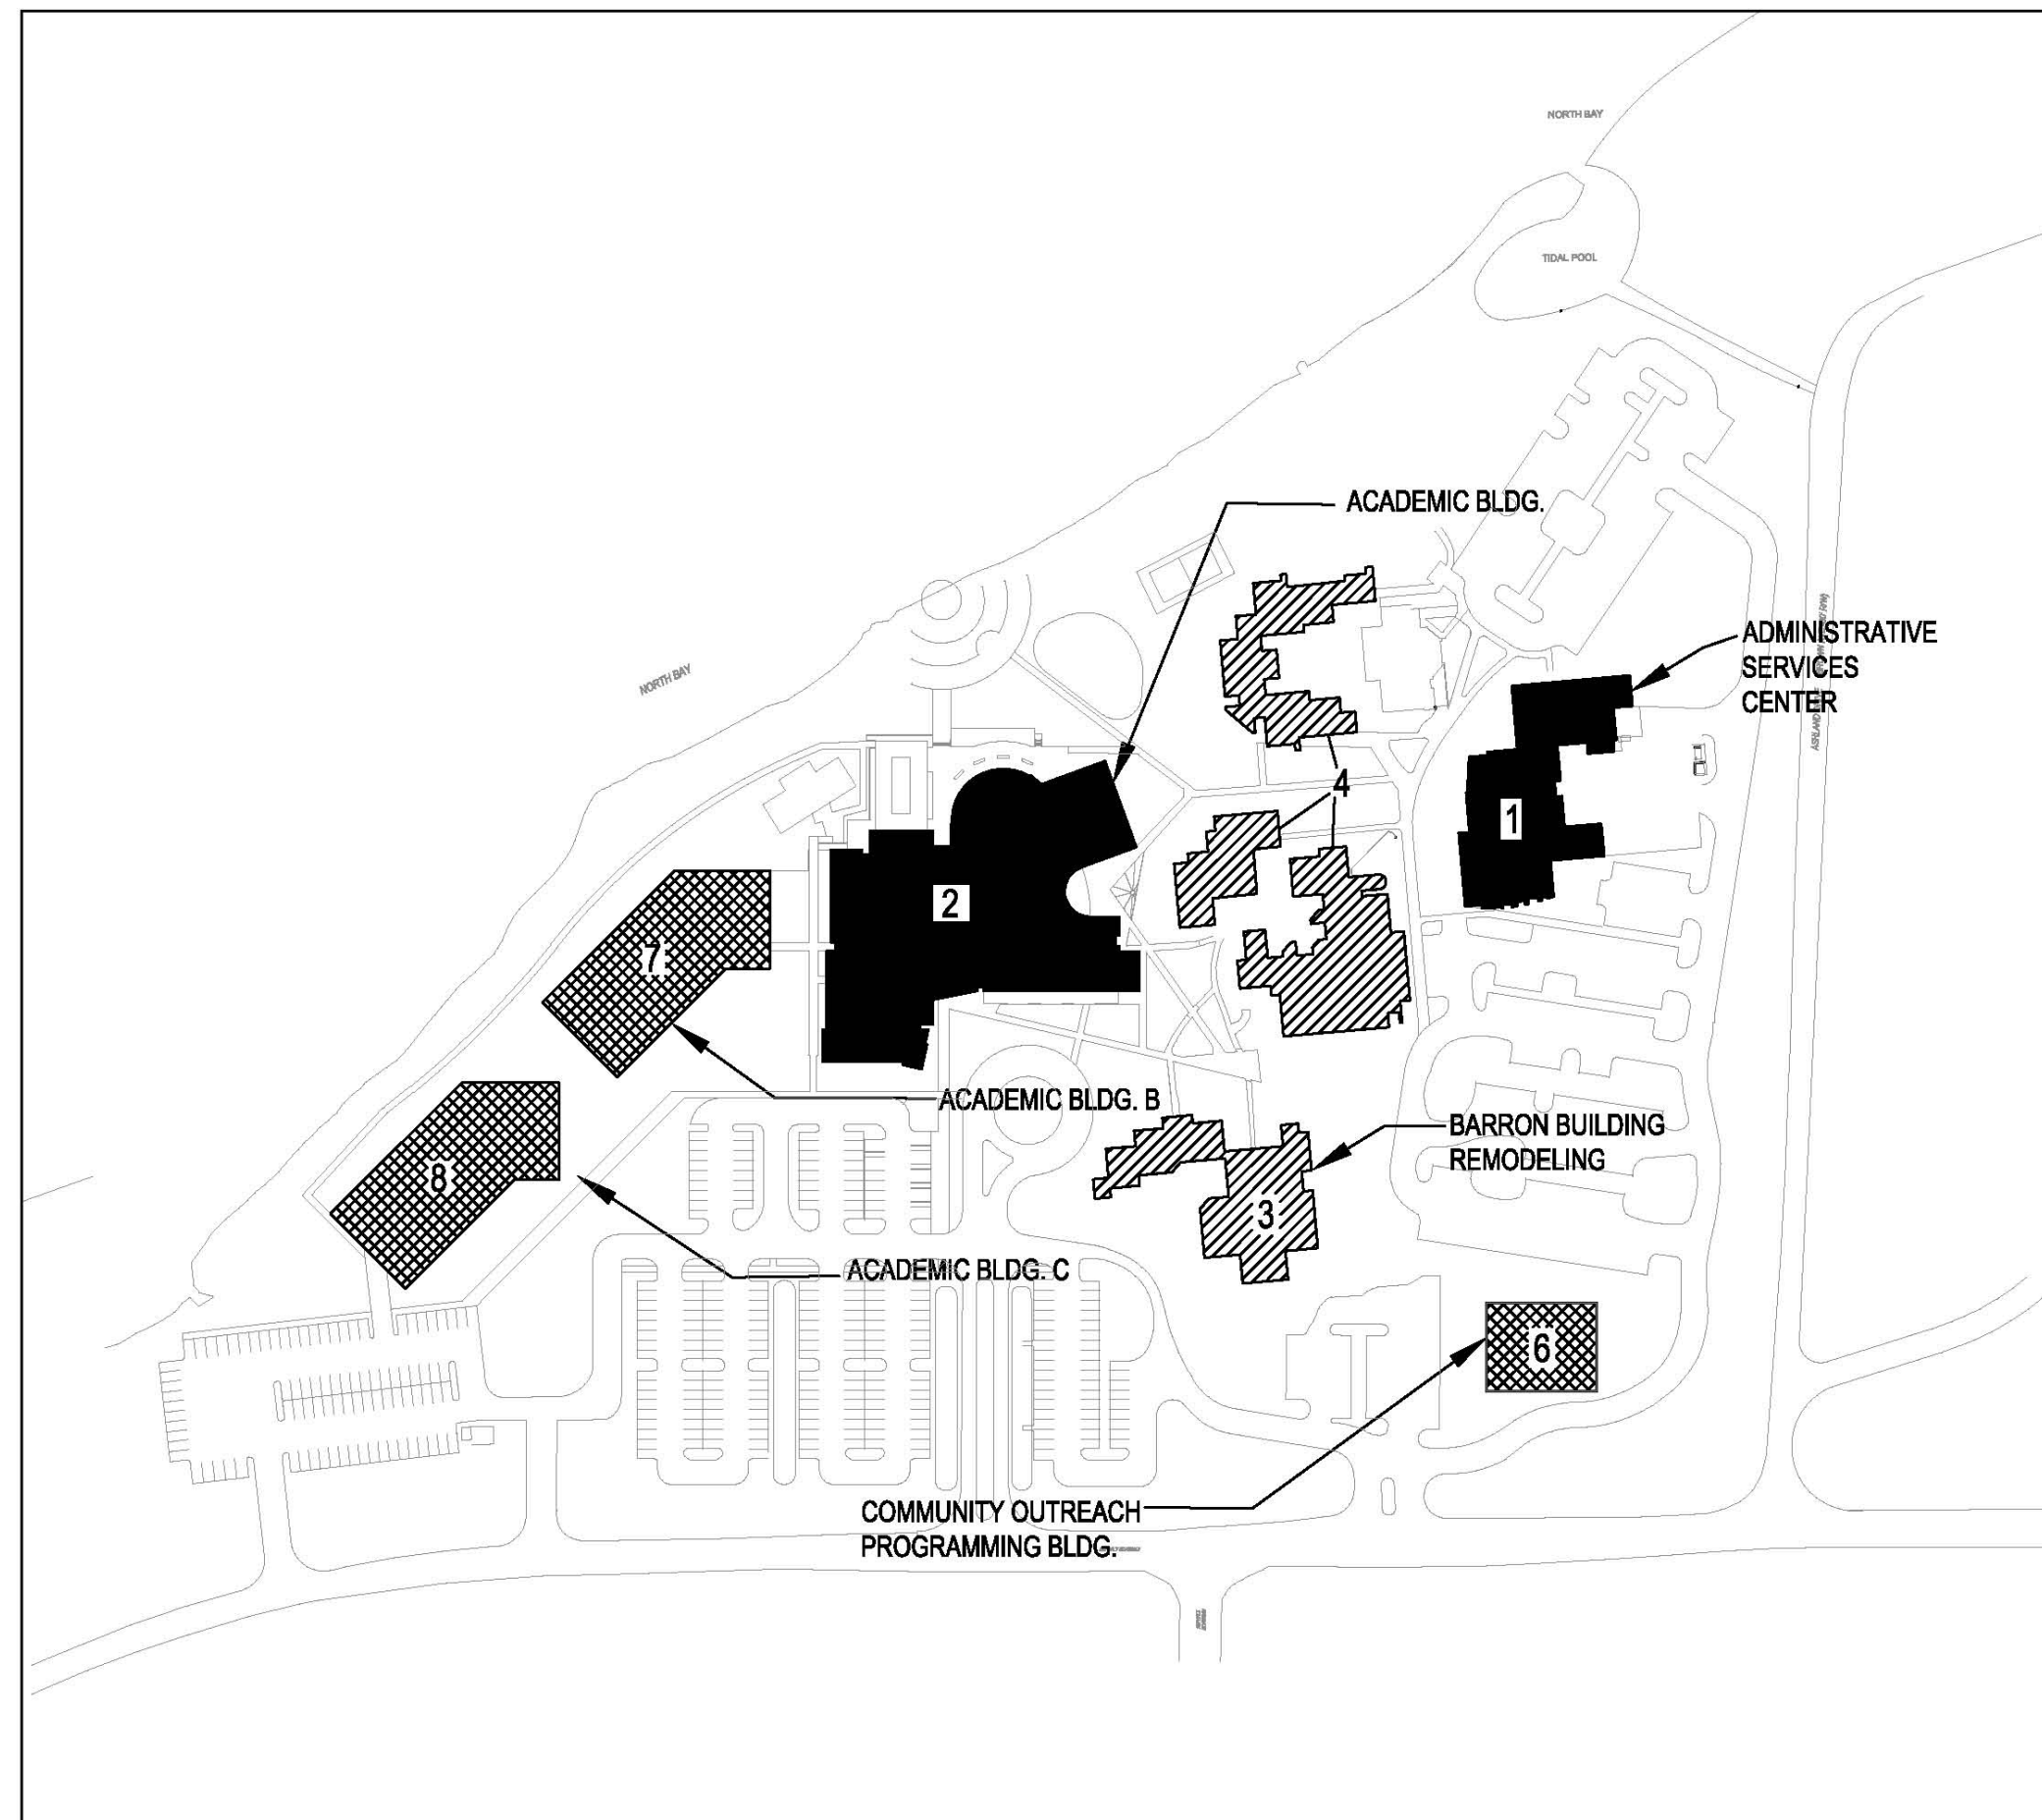 NORTH BAY
TIDAL POOL
ACADEMIC BLDG.
ADMINISTRATIVE
SERVICES
CENTER
NORTH BAY
4
1
2
7
ACADEMIC BLDG. B
BARRON BUILDING
REMODELING
8
3
ACADEMIC BLDG. C
6
COMMUNITY OUTREACH
PROGRAMMING BLDG.